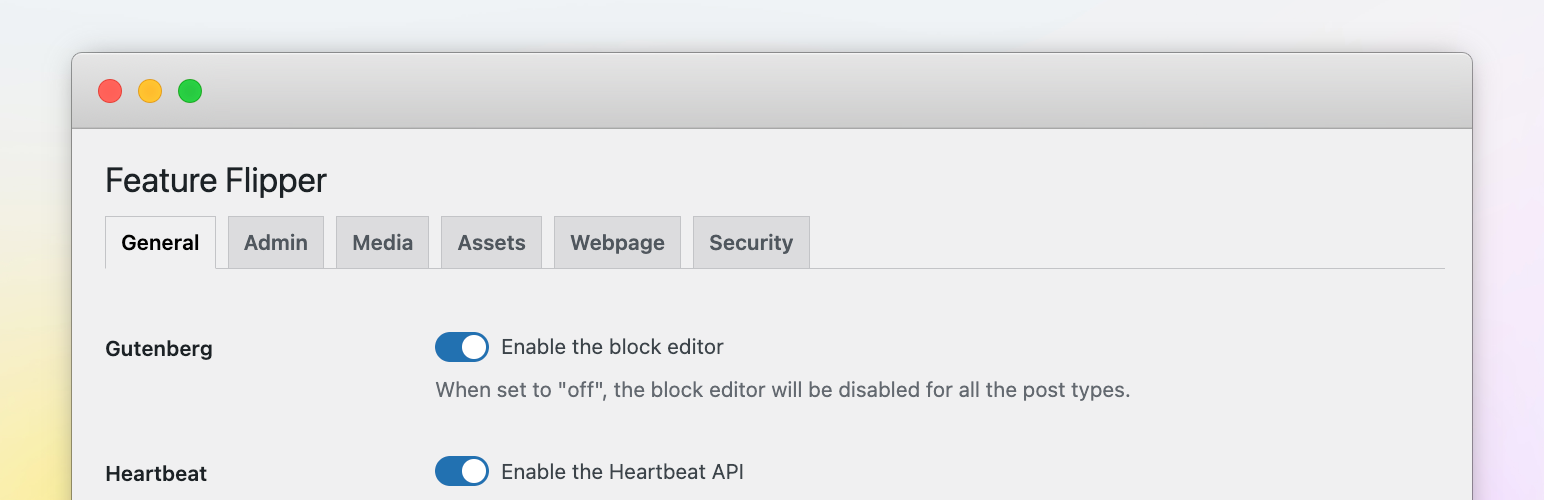 Feature Flipper
General Admin Media Assets Webpage Security
Gutenberg Enable the block editor
When set to "off", the block editor will be disabled for all the post types.
Heartbeat Enable the Heartbeat API